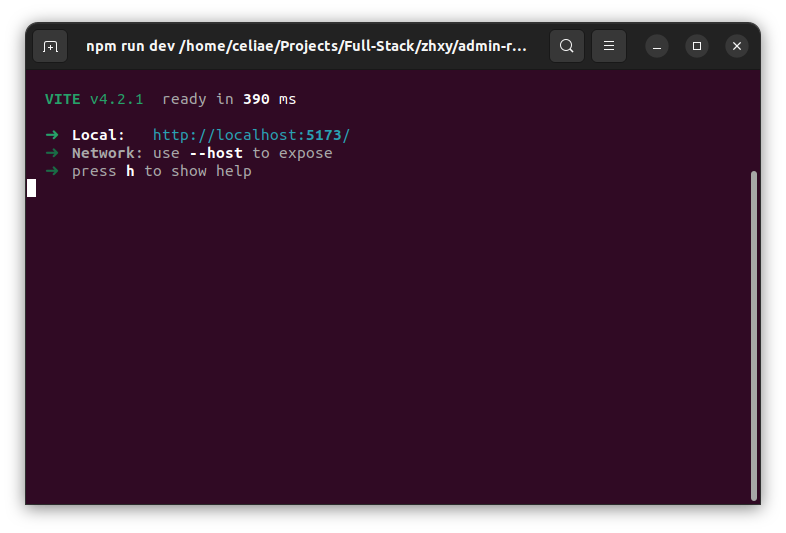 npm run dev /home/celiae/Projects/Full-Stack/zhxy/admin-r...
VITE v4.2.1 ready in 390 ms
➜ Local: http://localhost:5173/
➜ Network: use --host to expose
➜ press h to show help